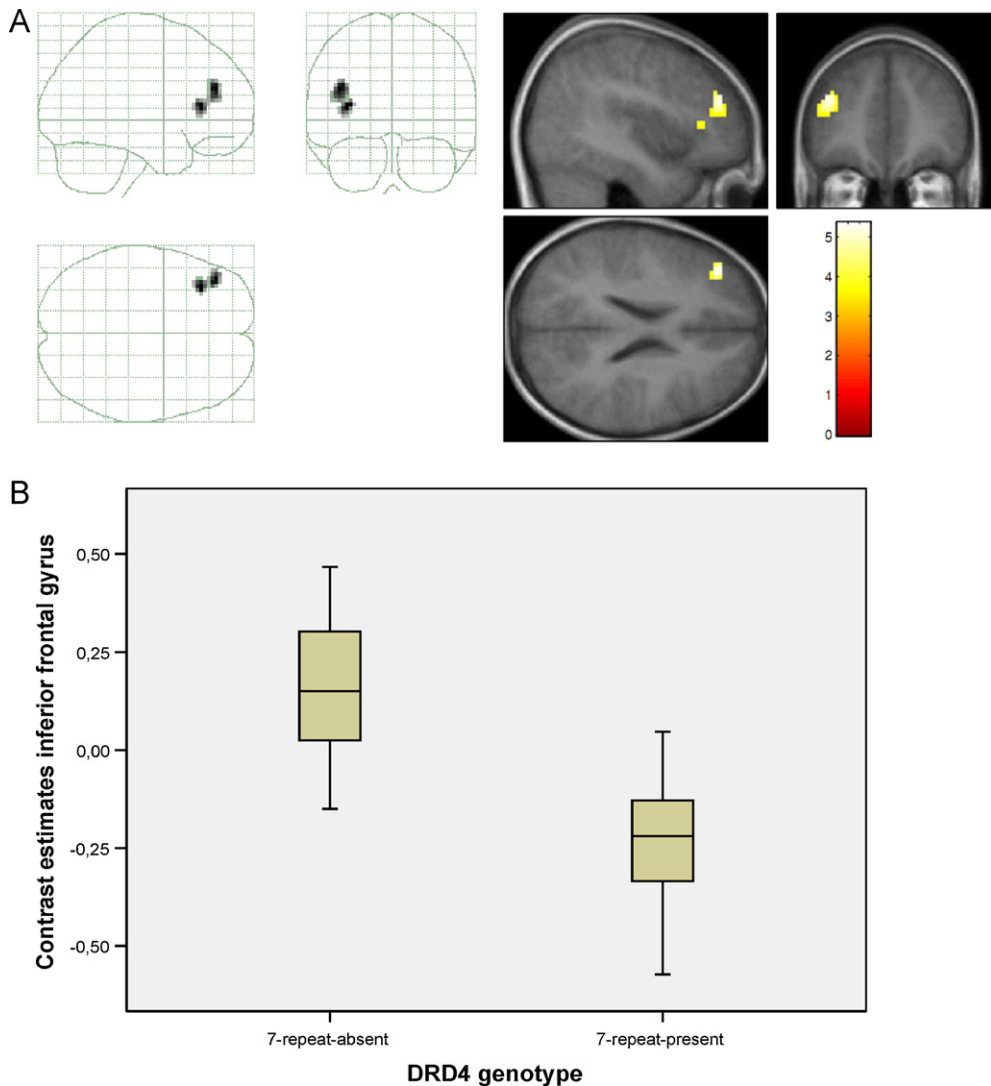 A
5
4
3
2
1
0
B
Contrast estimates inferior frontal gyrus
0,50
0,25
0,00
-0,25
-0,50
7-repeat-absent
7-repeat-present
DRD4 genotype